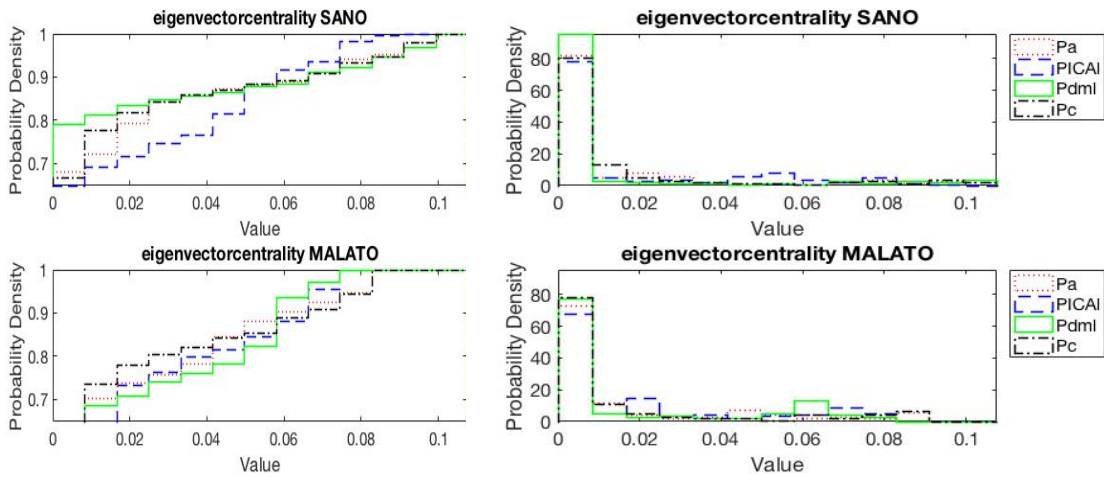 eigenvectorcentrality SANO
Probability Density
1
0.9
0.8
0.7
0
0.02
0.04
0.06
0.08
0.1
Value
eigenvectorcentrality SANO
Probability Density
80
60
40
20
0
0
0.02
0.04
0.06
0.08
0.1
Value
Pa
PICAI
Pdml
Pc
eigenvectorcentrality MALATO
Probability Density
1
0.9
0.8
0.7
0
0.02
0.04
0.06
0.08
0.1
Value
eigenvectorcentrality MALATO
Probability Density
80
60
40
20
0
0
0.02
0.04
0.06
0.08
0.1
Value
Pa
PICAI
Pdml
Pc